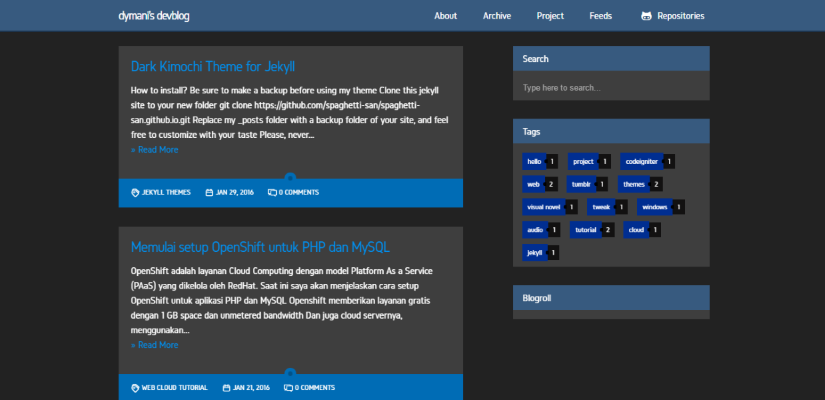 dymani's devblog
About Archive Project Feeds Repositories
Dark Kimochi Theme for Jekyll
How to install? Be sure to make a backup before using my theme Clone this jekyll
site to your new folder git clone https://github.com/spaghetti-san/spaghetti-
san.github.io.git Replace my _posts folder with a backup folder of your site, and feel
free to customize with your taste Please, never...
» Read More
JEKYLL THEMES JAN 29, 2016 0 COMMENTS
Memulai setup OpenShift untuk PHP dan MySQL
OpenShift adalah layanan Cloud Computing dengan model Platform As a Service
(PAaS) yang dikelola oleh RedHat. Saat ini saya akan menjelaskan cara setup
OpenShift untuk aplikasi PHP dan MySQL Openshift memberikan layanan gratis
dengan 1 GB space dan unmetered bandwidth Dan juga cloud servernya,
menggunakan...
» Read More
WEB CLOUD TUTORIAL JAN 21, 2016 0 COMMENTS
Search
Type here to search...
Tags
hello 1 project 1 codeigniter 1
web 2 tumblr 1 themes 2
visual novel 1 tweak 1 windows 1
audio 1 tutorial 2 cloud 1
jekyll 1
Blogroll